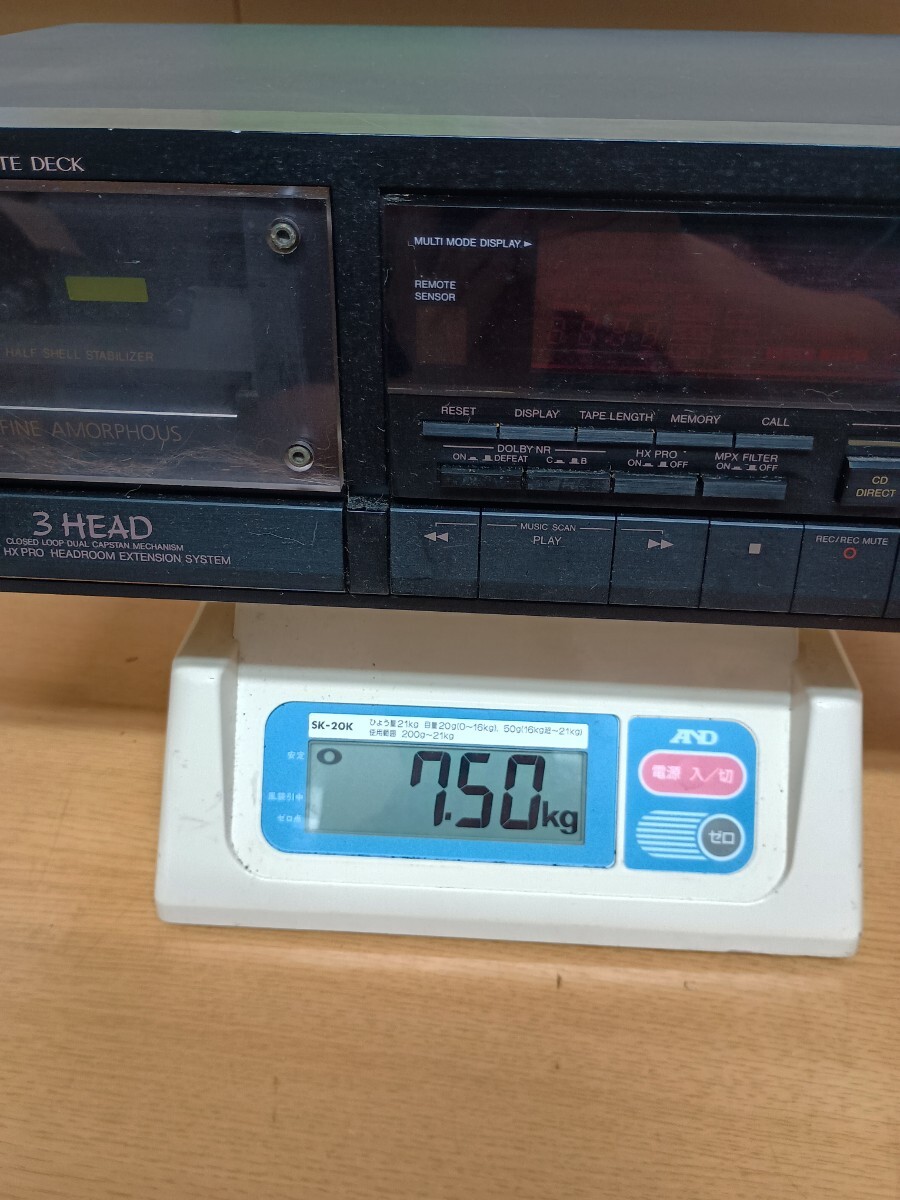 TE DECK
MULTI MODE DISPLAY
REMOTE
SENSOR
HALF SHELL STABILIZER
FINE AMORPHOUS
RESET DISPLAY TAPE LENGTH MEMORY CALL
DOLBY NR
ON DEFEAT C B
HX PRO
ON OFF
MPX FILTER
ON OFF
CD
DIRECT
3 HEAD
CLOSED LOOP DUAL CAPSTAN MECHANISM
HX PRO HEADROOM EXTENSION SYSTEM
MUSIC SCAN
PLAY
REC/REC MUTE
SK-20K
ひょう量21kg 目量20g(0~16kg), 50g(16kg超~21kg)
使用範囲 200g~21kg
安定
ゼロ点
7.50kg
AND
電源 入/切
ゼロ